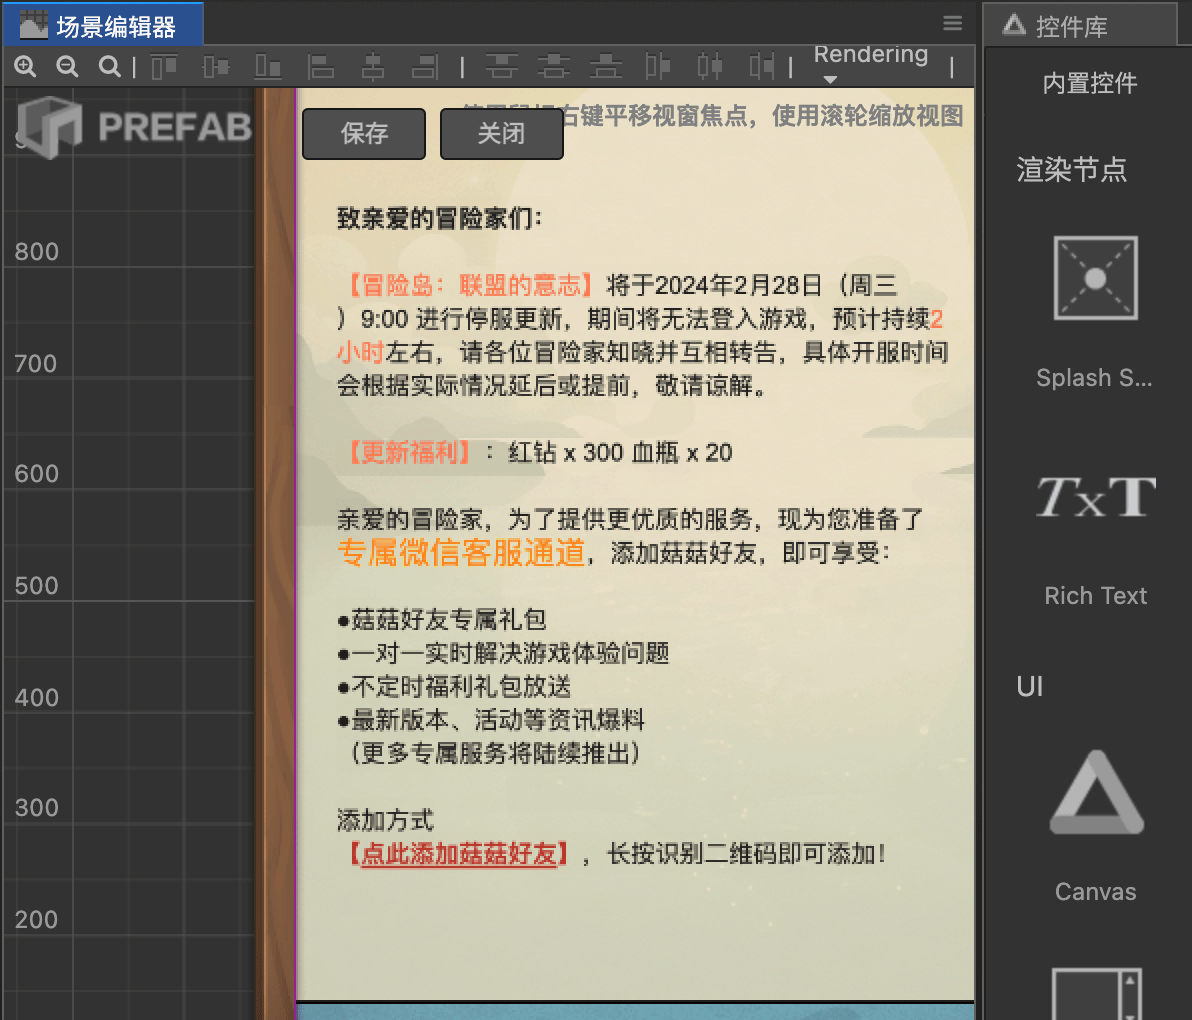 场景编辑器
控件库
Rendering
内置控件
PREFAB
保存
关闭
右键平移视窗焦点，使用滚轮缩放视图
渲染节点
Splash S...
TxT
Rich Text
UI
Canvas
800
700
600
500
400
300
200
致亲爱的冒险家们：
【冒险岛：联盟的意志】将于2024年2月28日（周三
）9:00 进行停服更新，期间将无法登入游戏，预计持续2
小时左右，请各位冒险家知晓并互相转告，具体开服时间
会根据实际情况延后或提前，敬请谅解。
【更新福利】：红钻 x 300 血瓶 x 20
亲爱的冒险家，为了提供更优质的服务，现为您准备了
专属微信客服通道，添加菇菇好友，即可享受：
●菇菇好友专属礼包
●一对一实时解决游戏体验问题
●不定时福利礼包放送
●最新版本、活动等资讯爆料
（更多专属服务将陆续推出）
添加方式
【点此添加菇菇好友】，长按识别二维码即可添加！